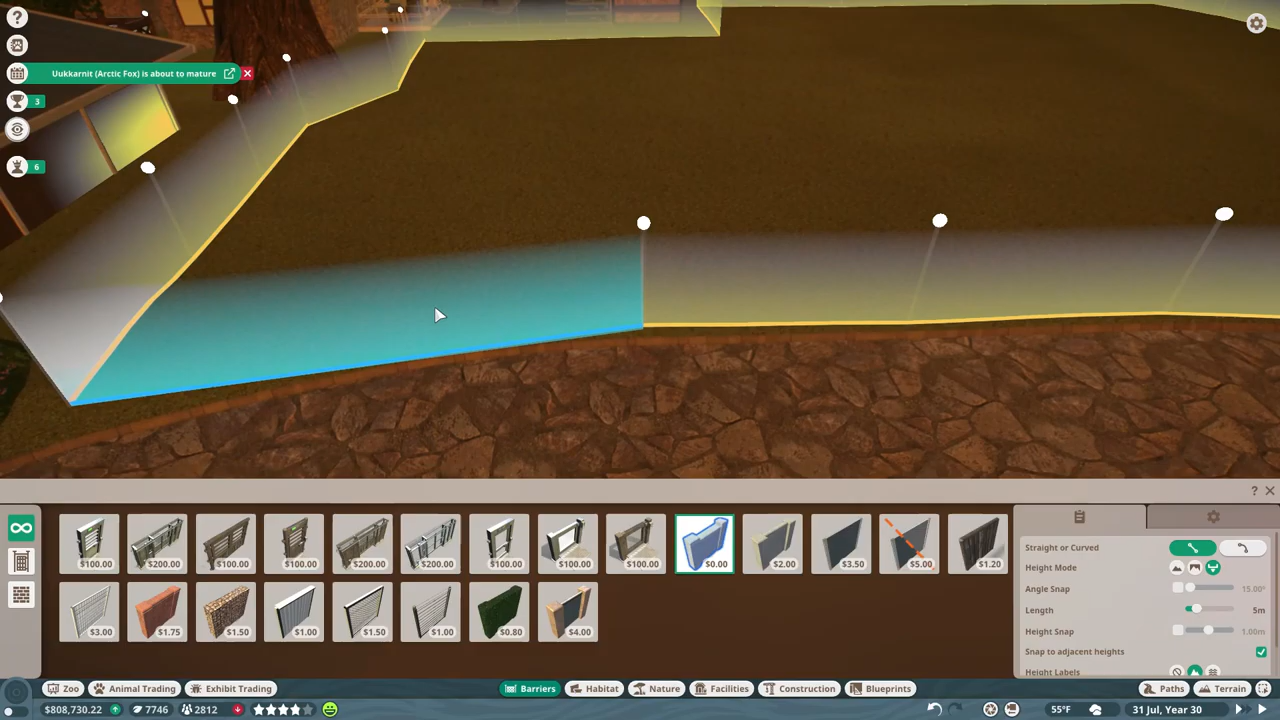 ?
Uukkarnit (Arctic Fox) is about to mature
3
6
?
$100.00 $200.00 $100.00 $100.00 $200.00 $200.00 $100.00 $100.00 $100.00 $0.00 $2.00 $3.50 $5.00 $1.20
$3.00 $1.75 $1.50 $1.00 $1.50 $1.00 $0.80 $4.00
Straight or Curved
Height Mode
Angle Snap 15.00°
Length 5m
Height Snap 1.00m
Snap to adjacent heights
Height Labels
Zoo Animal Trading Exhibit Trading Barriers Habitat Nature Facilities Construction Blueprints Paths Terrain
$808,730.22 7746 2812 55°F 31 Jul, Year 30